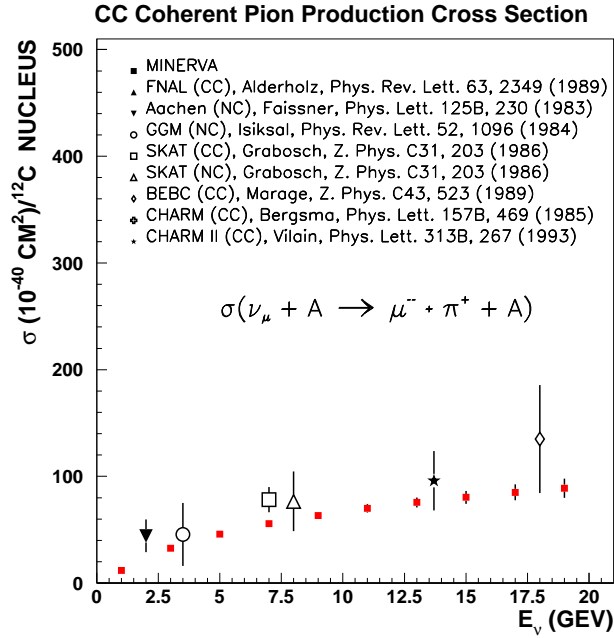 CC Coherent Pion Production Cross Section
σ (10⁻⁴⁰ CM²)/¹²C NUCLEUS
500
400
300
200
100
0
MINERVA
FNAL (CC), Alderholz, Phys. Rev. Lett. 63, 2349 (1989)
Aachen (NC), Faissner, Phys. Lett. 125B, 230 (1983)
GGM (NC), Isiksal, Phys. Rev. Lett. 52, 1096 (1984)
SKAT (CC), Grabosch, Z. Phys. C31, 203 (1986)
SKAT (NC), Grabosch, Z. Phys. C31, 203 (1986)
BEBC (CC), Marage, Z. Phys. C43, 523 (1989)
CHARM (CC), Bergsma, Phys. Lett. 157B, 469 (1985)
CHARM II (CC), Vilain, Phys. Lett. 313B, 267 (1993)
σ(ν_μ + A → μ⁻ + π⁺ + A)
0 2.5 5 7.5 10 12.5 15 17.5 20
E_ν (GEV)